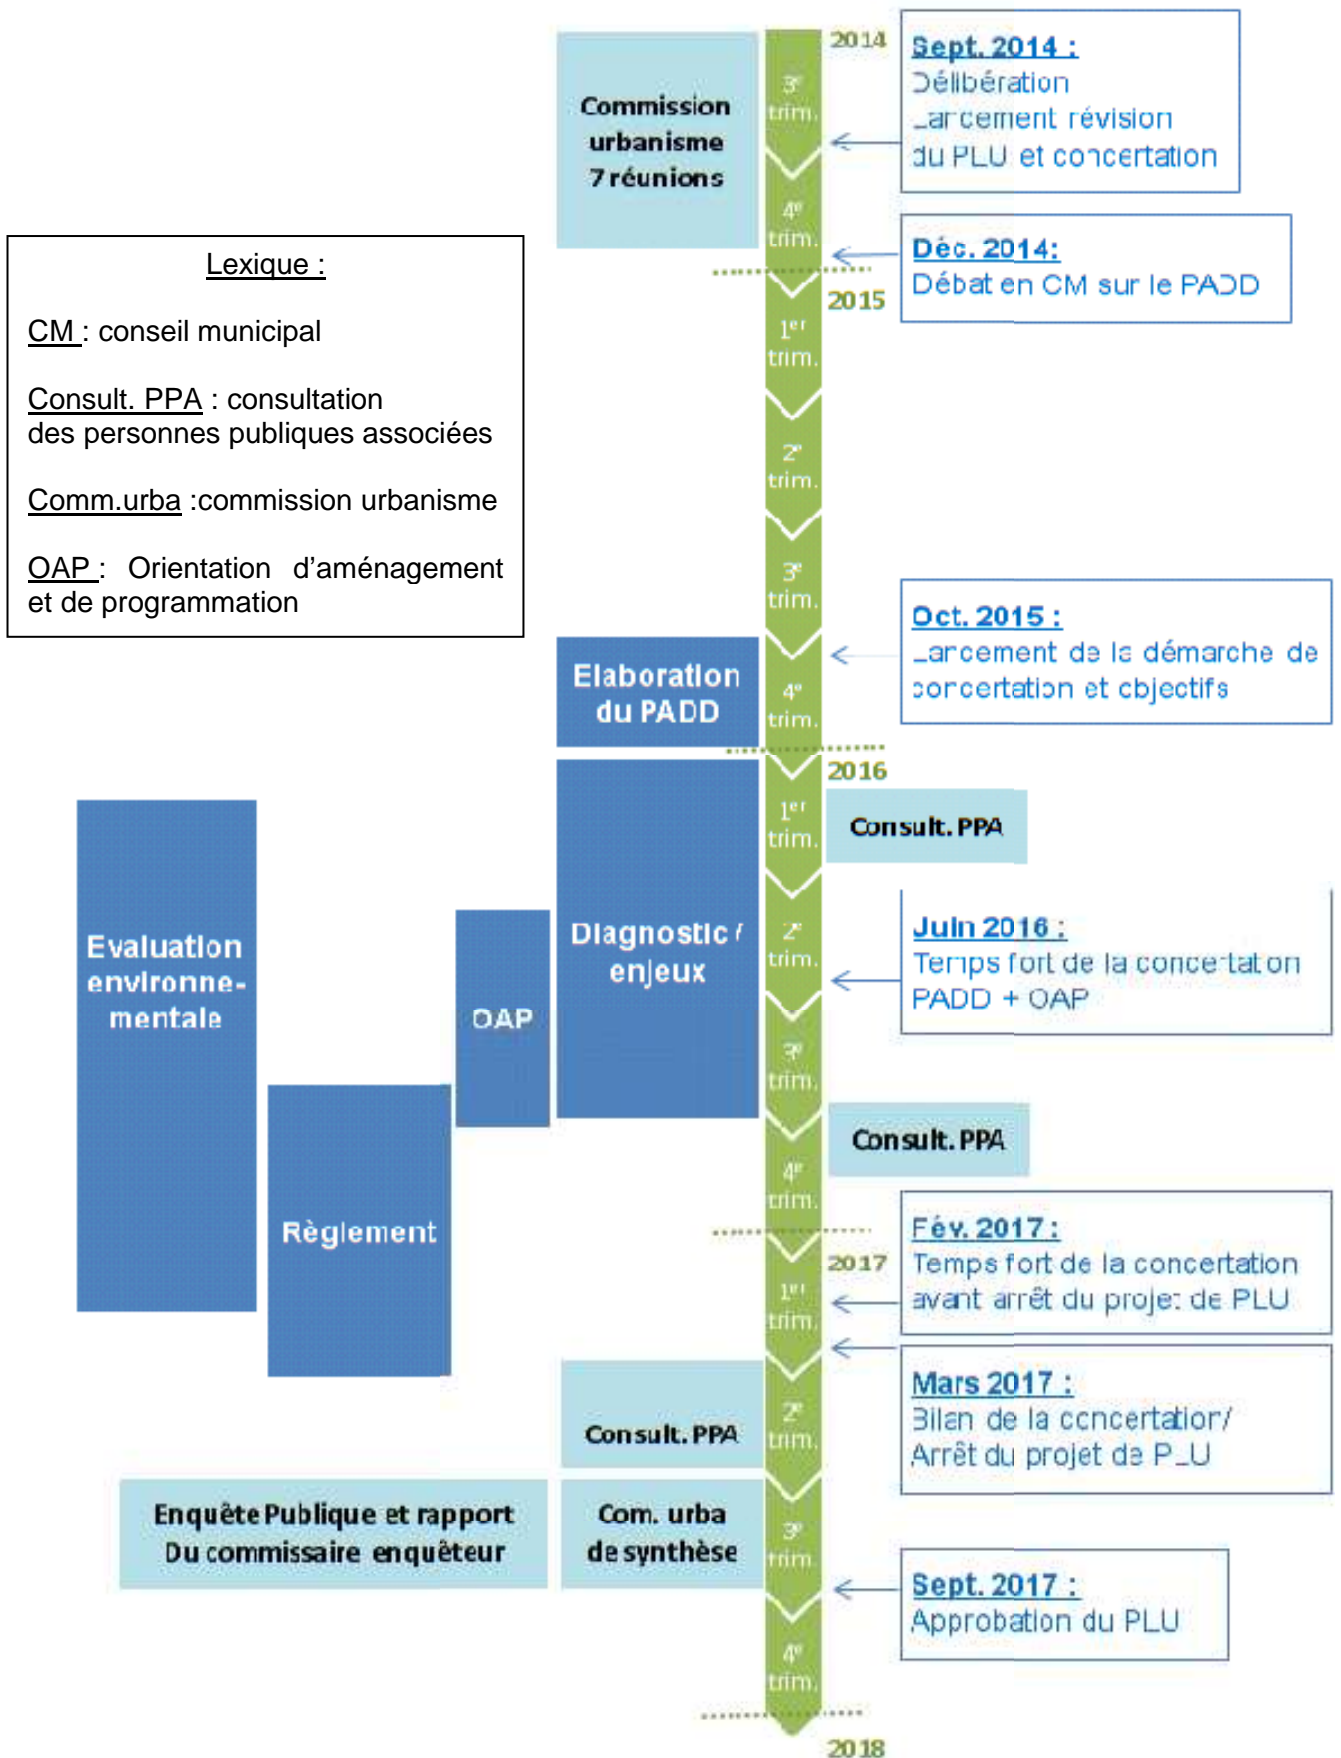 2014
Commission
urbanisme
7 réunions
3e
trim.
Sept. 2014 :
Délibération
Lancement révision
du PLU et concertation
4e
trim.
Déc. 2014:
Débat en CM sur le PADD
Lexique :
CM : conseil municipal
Consult. PPA : consultation
des personnes publiques associées
Comm.urba :commission urbanisme
OAP : Orientation d’aménagement
et de programmation
2015
1er
trim.
2e
trim.
3e
trim.
Oct. 2015 :
Lancement de la démarche de
concertation et objectifs
Elaboration
du PADD
4e
trim.
2016
1er
trim.
Consult. PPA
Evaluation
environne-
mentale
OAP
Diagnostic /
enjeux
2e
trim.
Juin 2016 :
Temps fort de la concertation
PADD + OAP
3e
trim.
Consult. PPA
4e
trim.
Règlement
2017
Fév. 2017 :
Temps fort de la concertation
avant arrêt du projet de PLU
1er
trim.
Mars 2017 :
Bilan de la concertation/
Arrêt du projet de PLU
Consult. PPA
2e
trim.
Enquête Publique et rapport
Du commissaire enquêteur
Com. urba
de synthèse
3e
trim.
Sept. 2017 :
Approbation du PLU
4e
trim.
2018